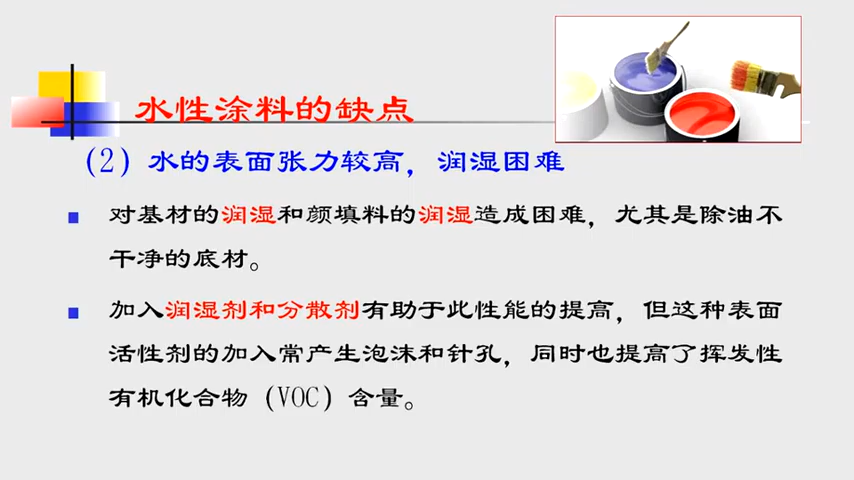 水性涂料的缺点
（2）水的表面张力较高，润湿困难
对基材的润湿和颜填料的润湿造成困难，尤其是除油不
干净的底材。
加入润湿剂和分散剂有助于此性能的提高，但这种表面
活性剂的加入常产生泡沫和针孔，同时也提高了挥发性
有机化合物（VOC）含量。